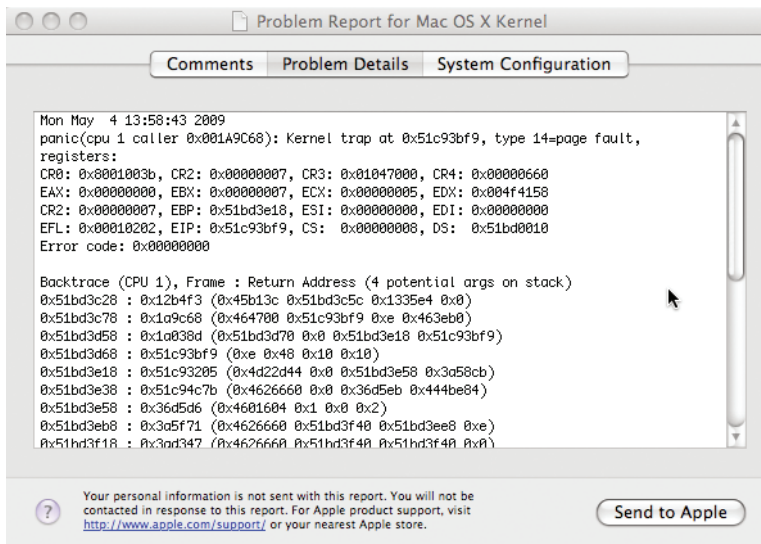 Problem Report for Mac OS X Kernel
Comments Problem Details System Configuration
Mon May 4 13:58:43 2009
panic(cpu 1 caller 0x001A9C68): Kernel trap at 0x51c93bf9, type 14=page fault,
registers:
CR0: 0x8001003b, CR2: 0x00000007, CR3: 0x01047000, CR4: 0x00000660
EAX: 0x00000000, EBX: 0x00000007, ECX: 0x00000005, EDX: 0x004f4158
CR2: 0x00000007, EBP: 0x51bd3e18, ESI: 0x00000000, EDI: 0x00000000
EFL: 0x00010202, EIP: 0x51c93bf9, CS: 0x00000008, DS: 0x51bd0010
Error code: 0x00000000
Backtrace (CPU 1), Frame : Return Address (4 potential args on stack)
0x51bd3c28 : 0x12b4f3 (0x45b13c 0x51bd3c5c 0x1335e4 0x0)
0x51bd3c78 : 0x1a9c68 (0x464700 0x51c93bf9 0xe 0x463eb0)
0x51bd3d58 : 0x1a038d (0x51bd3d70 0x0 0x51bd3e18 0x51c93bf9)
0x51bd3d68 : 0x51c93bf9 (0xe 0x48 0x10 0x10)
0x51bd3e18 : 0x51c93205 (0x4d22d44 0x0 0x51bd3e58 0x3a58cb)
0x51bd3e38 : 0x51c94c7b (0x4626660 0x0 0x36d5eb 0x444be84)
0x51bd3e58 : 0x36d5d6 (0x4601604 0x1 0x0 0x2)
0x51bd3eb8 : 0x3a5f71 (0x4626660 0x51bd3f40 0x51bd3ee8 0xe)
0x51bd3f18 : 0x3ad347 (0x4626660 0x51bd3f40 0x51bd3f40 0x0)
?
Your personal information is not sent with this report. You will not be
contacted in response to this report. For Apple product support, visit
http://www.apple.com/support/ or your nearest Apple store.
Send to Apple